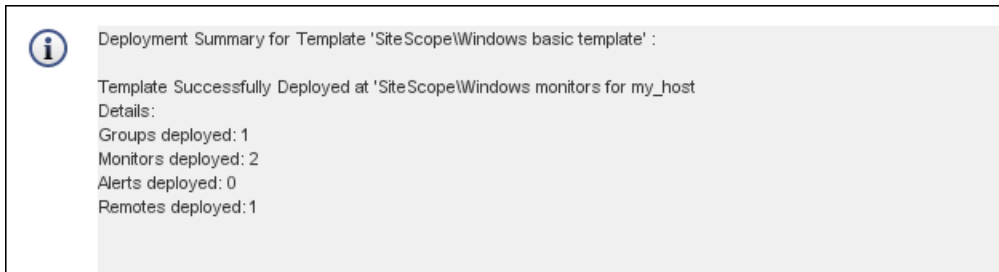 Deployment Summary for Template 'SiteScope\Windows basic template' :
Template Successfully Deployed at 'SiteScope\Windows monitors for my_host
Details:
Groups deployed: 1
Monitors deployed: 2
Alerts deployed: 0
Remotes deployed: 1